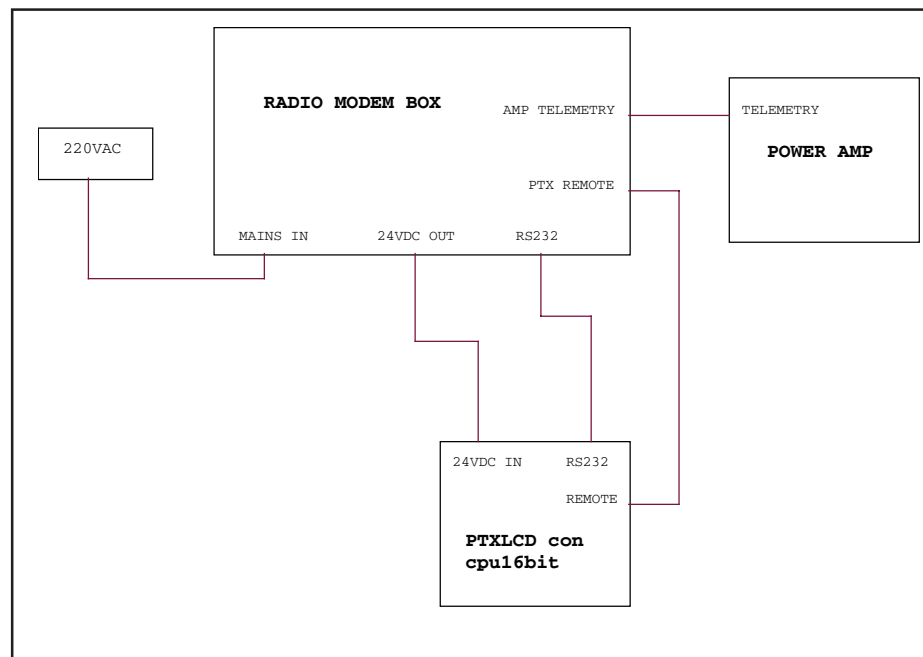 RADIO MODEM BOX
AMP TELEMETRY
TELEMETRY
220VAC
POWER AMP
PTX REMOTE
MAINS IN
24VDC OUT
RS232
24VDC IN
RS232
REMOTE
PTXLCD con
cpu16bit